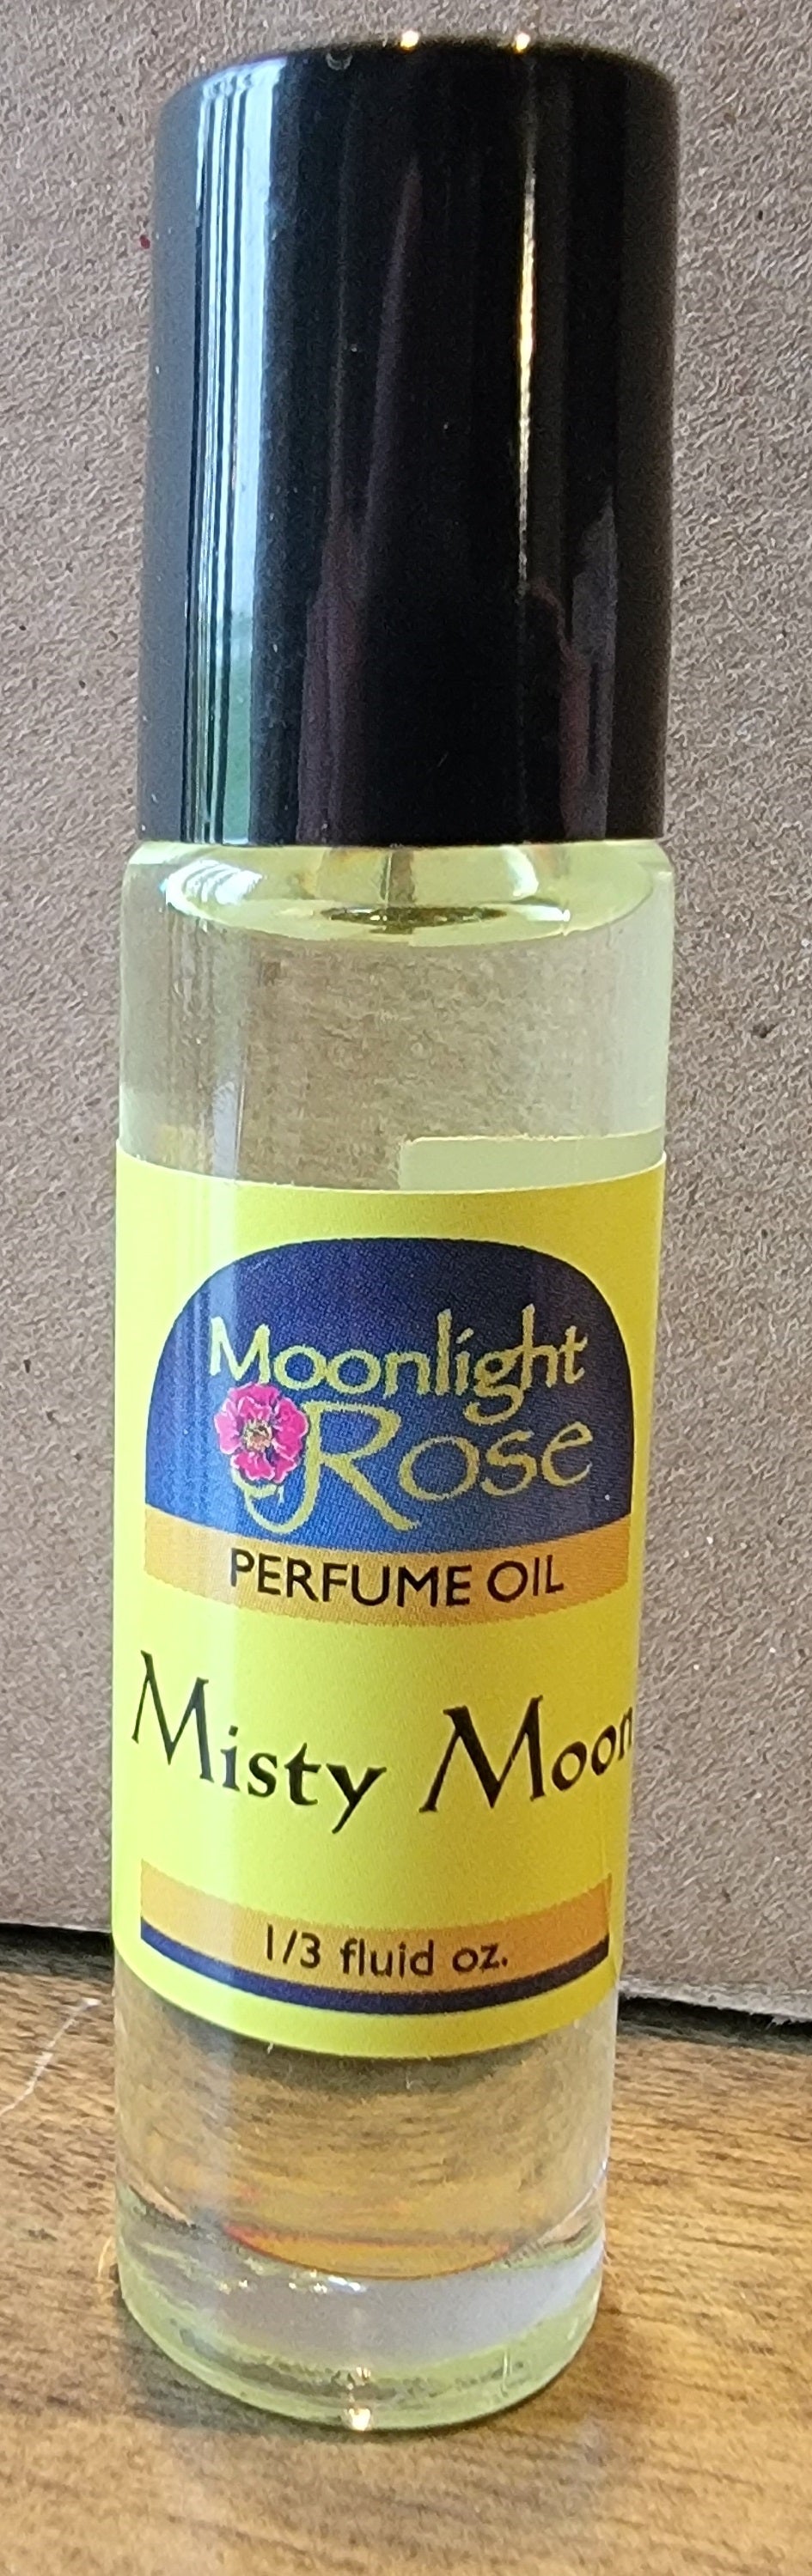 Moonlight
Rose
PERFUME OIL
Misty Moon
1/3 fluid oz.